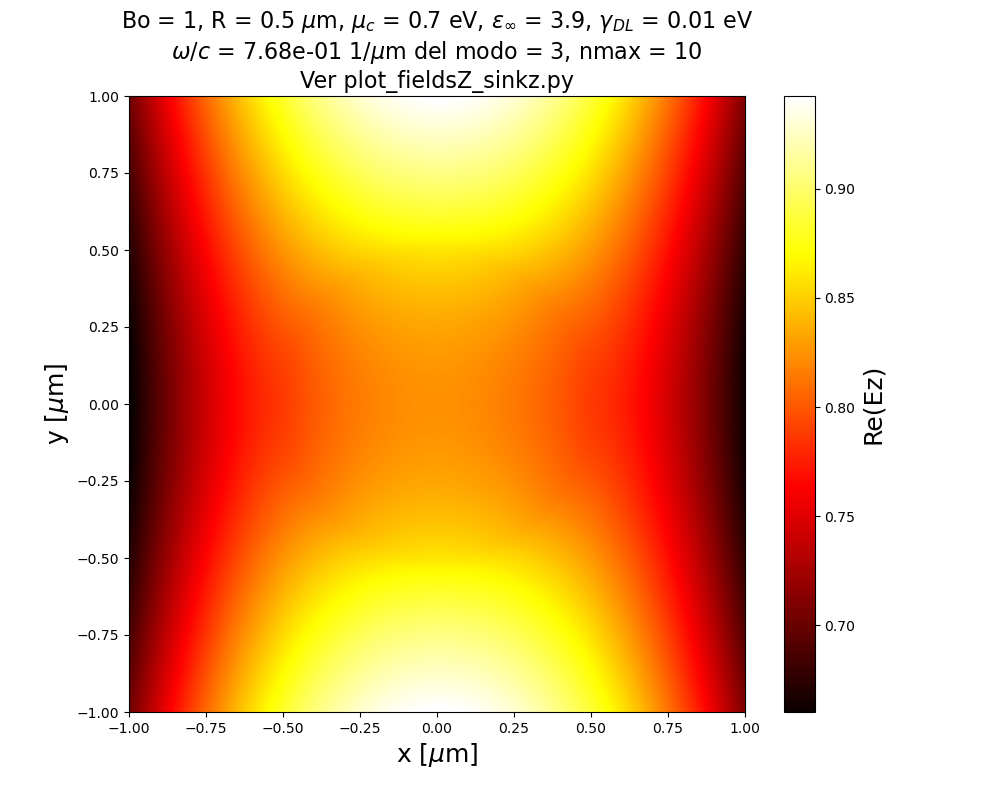 Bo = 1, R = 0.5 μm, μc = 0.7 eV, ε∞ = 3.9, γDL = 0.01 eV
ω/c = 7.68e-01 1/μm del modo = 3, nmax = 10
Ver plot_fieldsZ_sinkz.py
1.00
0.75
0.50
0.25
0.00
−0.25
−0.50
−0.75
−1.00
y [μm]
−1.00 −0.75 −0.50 −0.25 0.00 0.25 0.50 0.75 1.00
x [μm]
0.90
0.85
0.80
0.75
0.70
Re(Ez)